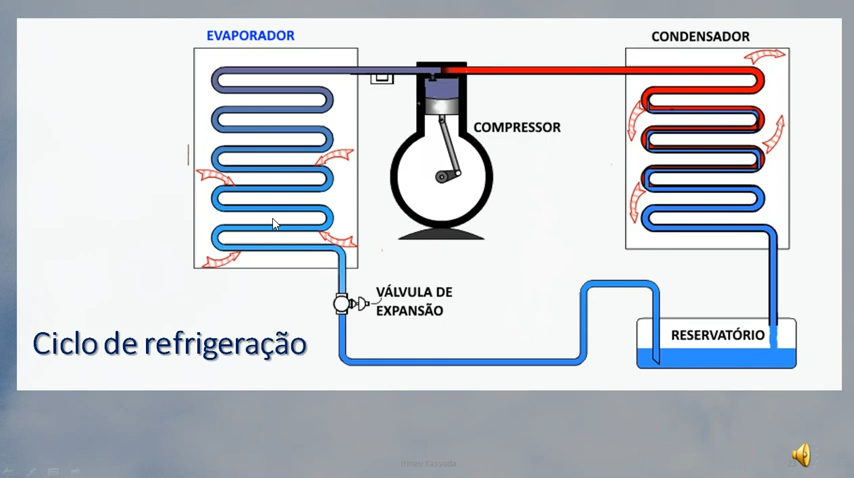 EVAPORADOR
CONDENSADOR
COMPRESSOR
VÁLVULA DE
EXPANSÃO
RESERVATÓRIO
Ciclo de refrigeração